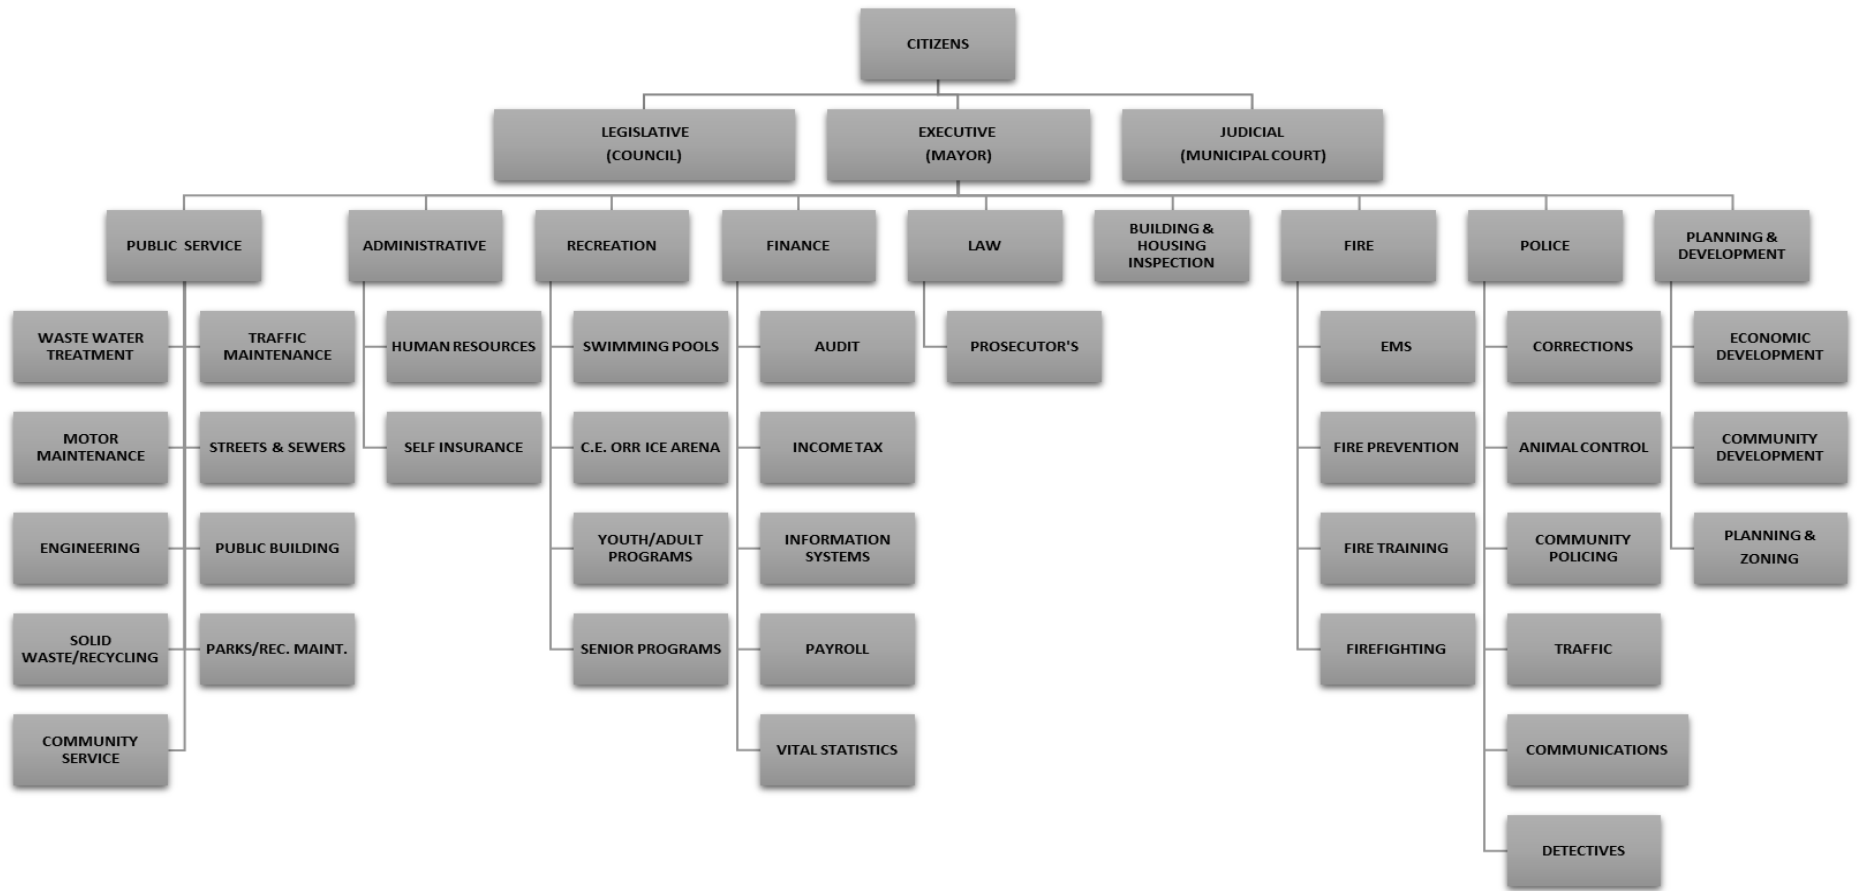 CITIZENS
LEGISLATIVE
(COUNCIL)
EXECUTIVE
(MAYOR)
JUDICIAL
(MUNICIPAL COURT)
PUBLIC SERVICE
ADMINISTRATIVE
RECREATION
FINANCE
LAW
BUILDING &
HOUSING
INSPECTION
FIRE
POLICE
PLANNING &
DEVELOPMENT
WASTE WATER
TREATMENT
TRAFFIC
MAINTENANCE
HUMAN RESOURCES
SWIMMING POOLS
AUDIT
PROSECUTOR'S
EMS
CORRECTIONS
ECONOMIC
DEVELOPMENT
MOTOR
MAINTENANCE
STREETS & SEWERS
SELF INSURANCE
C.E. ORR ICE ARENA
INCOME TAX
FIRE PREVENTION
ANIMAL CONTROL
COMMUNITY
DEVELOPMENT
ENGINEERING
PUBLIC BUILDING
YOUTH/ADULT
PROGRAMS
INFORMATION
SYSTEMS
FIRE TRAINING
COMMUNITY
POLICING
PLANNING &
ZONING
SOLID
WASTE/RECYCLING
PARKS/REC. MAINT.
SENIOR PROGRAMS
PAYROLL
FIREFIGHTING
TRAFFIC
COMMUNITY
SERVICE
VITAL STATISTICS
COMMUNICATIONS
DETECTIVES